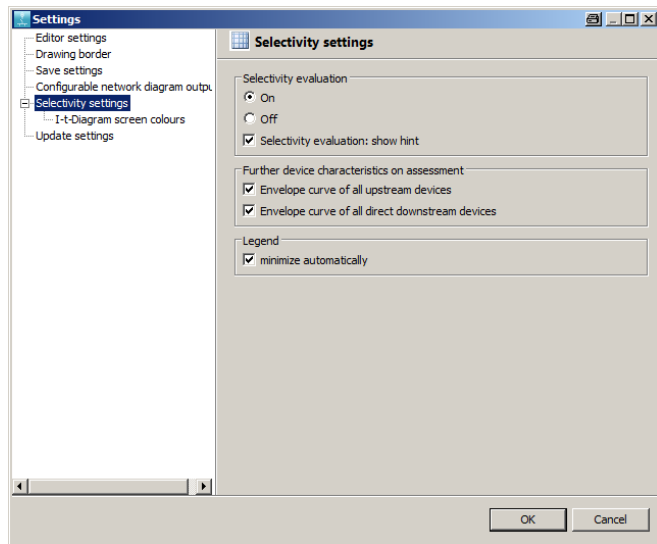 Settings
Editor settings
Drawing border
Save settings
Configurable network diagram outpu
Selectivity settings
I-t-Diagram screen colours
Update settings
Selectivity settings
Selectivity evaluation
On
Off
Selectivity evaluation: show hint
Further device characteristics on assessment
Envelope curve of all upstream devices
Envelope curve of all direct downstream devices
Legend
minimize automatically
OK
Cancel